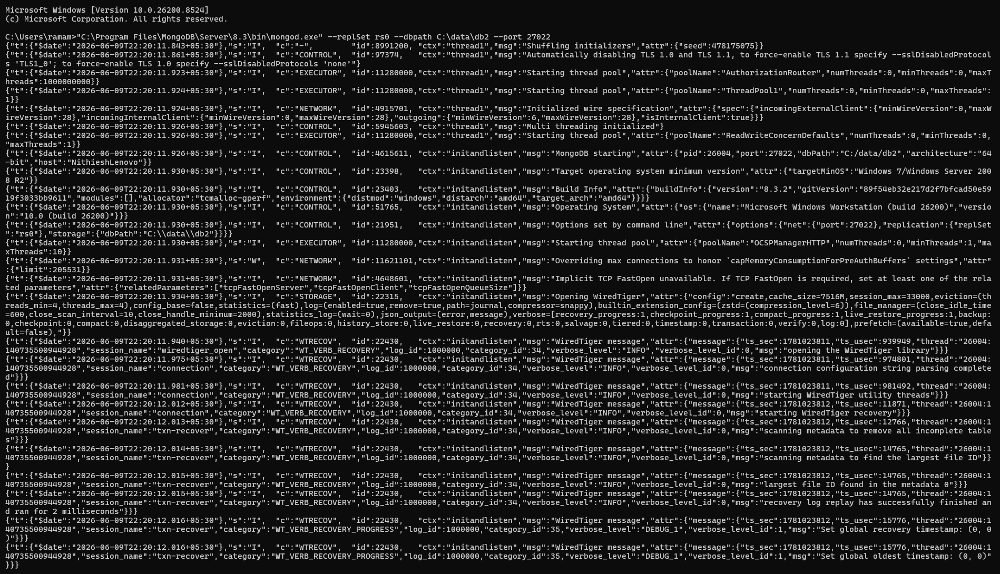 Microsoft Windows [Version 10.0.26200.8524]
(c) Microsoft Corporation. All rights reserved.
C:\Users\ramam>"C:\Program Files\MongoDB\Server\8.3\bin\mongod.exe" --replSet rs0 --dbpath C:\data\db2 --port 27022
{"t":{"$date":"2026-06-09T22:20:11.843+05:30"},"s":"I",  "c":"-",        "id":8991200, "ctx":"thread1","msg":"Shuffling initializers","attr":{"seed":478175075}}
{"t":{"$date":"2026-06-09T22:20:11.861+05:30"},"s":"I",  "c":"CONTROL",  "id":97374,   "ctx":"thread1","msg":"Automatically disabling TLS 1.0 and TLS 1.1, to force-enable TLS 1.1 specify --sslDisabledProtocol
s 'TLS1_0'; to force-enable TLS 1.0 specify --sslDisabledProtocols 'none'"}
{"t":{"$date":"2026-06-09T22:20:11.923+05:30"},"s":"I",  "c":"EXECUTOR", "id":11280000,"ctx":"thread1","msg":"Starting thread pool","attr":{"poolName":"AuthorizationRouter","numThreads":0,"minThreads":0,"maxT
hreads":1000000000}}
{"t":{"$date":"2026-06-09T22:20:11.924+05:30"},"s":"I",  "c":"EXECUTOR", "id":11280000,"ctx":"thread1","msg":"Starting thread pool","attr":{"poolName":"ThreadPool1","numThreads":0,"minThreads":0,"maxThreads":
1}}
{"t":{"$date":"2026-06-09T22:20:11.924+05:30"},"s":"I",  "c":"NETWORK",  "id":4915701, "ctx":"thread1","msg":"Initialized wire specification","attr":{"spec":{"incomingExternalClient":{"minWireVersion":0,"maxW
ireVersion":28},"incomingInternalClient":{"minWireVersion":0,"maxWireVersion":28},"outgoing":{"minWireVersion":6,"maxWireVersion":28},"isInternalClient":true}}}
{"t":{"$date":"2026-06-09T22:20:11.926+05:30"},"s":"I",  "c":"CONTROL",  "id":5945603, "ctx":"thread1","msg":"Multi threading initialized"}
{"t":{"$date":"2026-06-09T22:20:11.926+05:30"},"s":"I",  "c":"EXECUTOR", "id":11280000,"ctx":"thread1","msg":"Starting thread pool","attr":{"poolName":"ReadWriteConcernDefaults","numThreads":0,"minThreads":0,
"maxThreads":1}}
{"t":{"$date":"2026-06-09T22:20:11.926+05:30"},"s":"I",  "c":"CONTROL",  "id":4615611, "ctx":"initandlisten","msg":"MongoDB starting","attr":{"pid":26004,"port":27022,"dbPath":"C:/data/db2","architecture":"64
-bit","host":"NithieshLenovo"}}
{"t":{"$date":"2026-06-09T22:20:11.930+05:30"},"s":"I",  "c":"CONTROL",  "id":23398,   "ctx":"initandlisten","msg":"Target operating system minimum version","attr":{"targetMinOS":"Windows 7/Windows Server 200
8 R2"}}
{"t":{"$date":"2026-06-09T22:20:11.930+05:30"},"s":"I",  "c":"CONTROL",  "id":23403,   "ctx":"initandlisten","msg":"Build Info","attr":{"buildInfo":{"version":"8.3.2","gitVersion":"89f54eb32e217d2f7bfcad50e59
19f3033bb9611","modules":[],"allocator":"tcmalloc-gperf","environment":{"distmod":"windows","distarch":"amd64","target_arch":"amd64"}}}}
{"t":{"$date":"2026-06-09T22:20:11.930+05:30"},"s":"I",  "c":"CONTROL",  "id":51765,   "ctx":"initandlisten","msg":"Operating System","attr":{"os":{"name":"Microsoft Windows Workstation (build 26200)","versio
n":"10.0 (build 26200)"}}}
{"t":{"$date":"2026-06-09T22:20:11.930+05:30"},"s":"I",  "c":"CONTROL",  "id":21951,   "ctx":"initandlisten","msg":"Options set by command line","attr":{"options":{"net":{"port":27022},"replication":{"replSet
":"rs0"},"storage":{"dbPath":"C:\\data\\db2"}}}}
{"t":{"$date":"2026-06-09T22:20:11.930+05:30"},"s":"I",  "c":"EXECUTOR", "id":11280000,"ctx":"initandlisten","msg":"Starting thread pool","attr":{"poolName":"OCSPManagerHTTP","numThreads":0,"minThreads":1,"ma
xThreads":10}}
{"t":{"$date":"2026-06-09T22:20:11.931+05:30"},"s":"W",  "c":"NETWORK",  "id":11621101,"ctx":"initandlisten","msg":"Overriding max connections to honor `capMemoryConsumptionForPreAuthBuffers` settings","attr"
:{"limit":205531}}
{"t":{"$date":"2026-06-09T22:20:11.931+05:30"},"s":"I",  "c":"NETWORK",  "id":4648601, "ctx":"initandlisten","msg":"Implicit TCP FastOpen unavailable. If TCP FastOpen is required, set at least one of the rela
ted parameters","attr":{"relatedParameters":["tcpFastOpenServer","tcpFastOpenClient","tcpFastOpenQueueSize"]}}
{"t":{"$date":"2026-06-09T22:20:11.934+05:30"},"s":"I",  "c":"STORAGE",  "id":22315,   "ctx":"initandlisten","msg":"Opening WiredTiger","attr":{"config":"create,cache_size=7516M,session_max=33000,eviction=(th
reads_min=4,threads_max=4),config_base=false,statistics=(fast),log=(enabled=true,remove=true,path=journal,compressor=snappy),builtin_extension_config=(zstd=(compression_level=6)),file_manager=(close_idle_time
=600,close_scan_interval=10,close_handle_minimum=2000),statistics_log=(wait=0),json_output=(error,message),verbose=[recovery_progress:1,checkpoint_progress:1,compact_progress:1,live_restore_progress:1,backup:
0,checkpoint:0,compact:0,disaggregated_storage:0,eviction:0,fileops:0,history_store:0,live_restore:0,recovery:0,rts:0,salvage:0,tiered:0,timestamp:0,transaction:0,verify:0,log:0],prefetch=(available=true,defa
ult=false),"}}
{"t":{"$date":"2026-06-09T22:20:11.940+05:30"},"s":"I",  "c":"WTRECOV",  "id":22430,   "ctx":"initandlisten","msg":"WiredTiger message","attr":{"message":{"ts_sec":1781023811,"ts_usec":939949,"thread":"26004:
140735500944928","session_name":"wiredtiger_open","category":"WT_VERB_RECOVERY","log_id":1000000,"category_id":34,"verbose_level":"INFO","verbose_level_id":0,"msg":"opening the WiredTiger library"}}}
{"t":{"$date":"2026-06-09T22:20:11.975+05:30"},"s":"I",  "c":"WTRECOV",  "id":22430,   "ctx":"initandlisten","msg":"WiredTiger message","attr":{"message":{"ts_sec":1781023811,"ts_usec":974801,"thread":"26004:
140735500944928","session_name":"connection","category":"WT_VERB_RECOVERY","log_id":1000000,"category_id":34,"verbose_level":"INFO","verbose_level_id":0,"msg":"connection configuration string parsing complete
d"}}}
{"t":{"$date":"2026-06-09T22:20:11.981+05:30"},"s":"I",  "c":"WTRECOV",  "id":22430,   "ctx":"initandlisten","msg":"WiredTiger message","attr":{"message":{"ts_sec":1781023811,"ts_usec":981492,"thread":"26004:
140735500944928","session_name":"connection","category":"WT_VERB_RECOVERY","log_id":1000000,"category_id":34,"verbose_level":"INFO","verbose_level_id":0,"msg":"starting WiredTiger utility threads"}}}
{"t":{"$date":"2026-06-09T22:20:12.012+05:30"},"s":"I",  "c":"WTRECOV",  "id":22430,   "ctx":"initandlisten","msg":"WiredTiger message","attr":{"message":{"ts_sec":1781023812,"ts_usec":11871,"thread":"26004:1
40735500944928","session_name":"connection","category":"WT_VERB_RECOVERY","log_id":1000000,"category_id":34,"verbose_level":"INFO","verbose_level_id":0,"msg":"starting WiredTiger recovery"}}}
{"t":{"$date":"2026-06-09T22:20:12.013+05:30"},"s":"I",  "c":"WTRECOV",  "id":22430,   "ctx":"initandlisten","msg":"WiredTiger message","attr":{"message":{"ts_sec":1781023812,"ts_usec":12766,"thread":"26004:1
40735500944928","session_name":"txn-recover","category":"WT_VERB_RECOVERY","log_id":1000000,"category_id":34,"verbose_level":"INFO","verbose_level_id":0,"msg":"scanning metadata to remove all incomplete table
s"}}}
{"t":{"$date":"2026-06-09T22:20:12.014+05:30"},"s":"I",  "c":"WTRECOV",  "id":22430,   "ctx":"initandlisten","msg":"WiredTiger message","attr":{"message":{"ts_sec":1781023812,"ts_usec":14765,"thread":"26004:1
40735500944928","session_name":"txn-recover","category":"WT_VERB_RECOVERY","log_id":1000000,"category_id":34,"verbose_level":"INFO","verbose_level_id":0,"msg":"scanning metadata to find the largest file ID"}}
}
{"t":{"$date":"2026-06-09T22:20:12.015+05:30"},"s":"I",  "c":"WTRECOV",  "id":22430,   "ctx":"initandlisten","msg":"WiredTiger message","attr":{"message":{"ts_sec":1781023812,"ts_usec":14765,"thread":"26004:1
40735500944928","session_name":"txn-recover","category":"WT_VERB_RECOVERY","log_id":1000000,"category_id":34,"verbose_level":"INFO","verbose_level_id":0,"msg":"largest file ID found in the metadata 0"}}}
{"t":{"$date":"2026-06-09T22:20:12.015+05:30"},"s":"I",  "c":"WTRECOV",  "id":22430,   "ctx":"initandlisten","msg":"WiredTiger message","attr":{"message":{"ts_sec":1781023812,"ts_usec":14765,"thread":"26004:1
40735500944928","session_name":"txn-recover","category":"WT_VERB_RECOVERY","log_id":1000000,"category_id":34,"verbose_level":"INFO","verbose_level_id":0,"msg":"recovery log replay has successfully finished an
d ran for 2 milliseconds"}}}
{"t":{"$date":"2026-06-09T22:20:12.016+05:30"},"s":"I",  "c":"WTRECOV",  "id":22430,   "ctx":"initandlisten","msg":"WiredTiger message","attr":{"message":{"ts_sec":1781023812,"ts_usec":15776,"thread":"26004:1
40735500944928","session_name":"txn-recover","category":"WT_VERB_RECOVERY_PROGRESS","log_id":1000000,"category_id":35,"verbose_level":"DEBUG_1","verbose_level_id":1,"msg":"Set global recovery timestamp: (0, 0
)"}}}
{"t":{"$date":"2026-06-09T22:20:12.016+05:30"},"s":"I",  "c":"WTRECOV",  "id":22430,   "ctx":"initandlisten","msg":"WiredTiger message","attr":{"message":{"ts_sec":1781023812,"ts_usec":15776,"thread":"26004:1
40735500944928","session_name":"txn-recover","category":"WT_VERB_RECOVERY_PROGRESS","log_id":1000000,"category_id":35,"verbose_level":"DEBUG_1","verbose_level_id":1,"msg":"Set global oldest timestamp: (0, 0)"
}}}